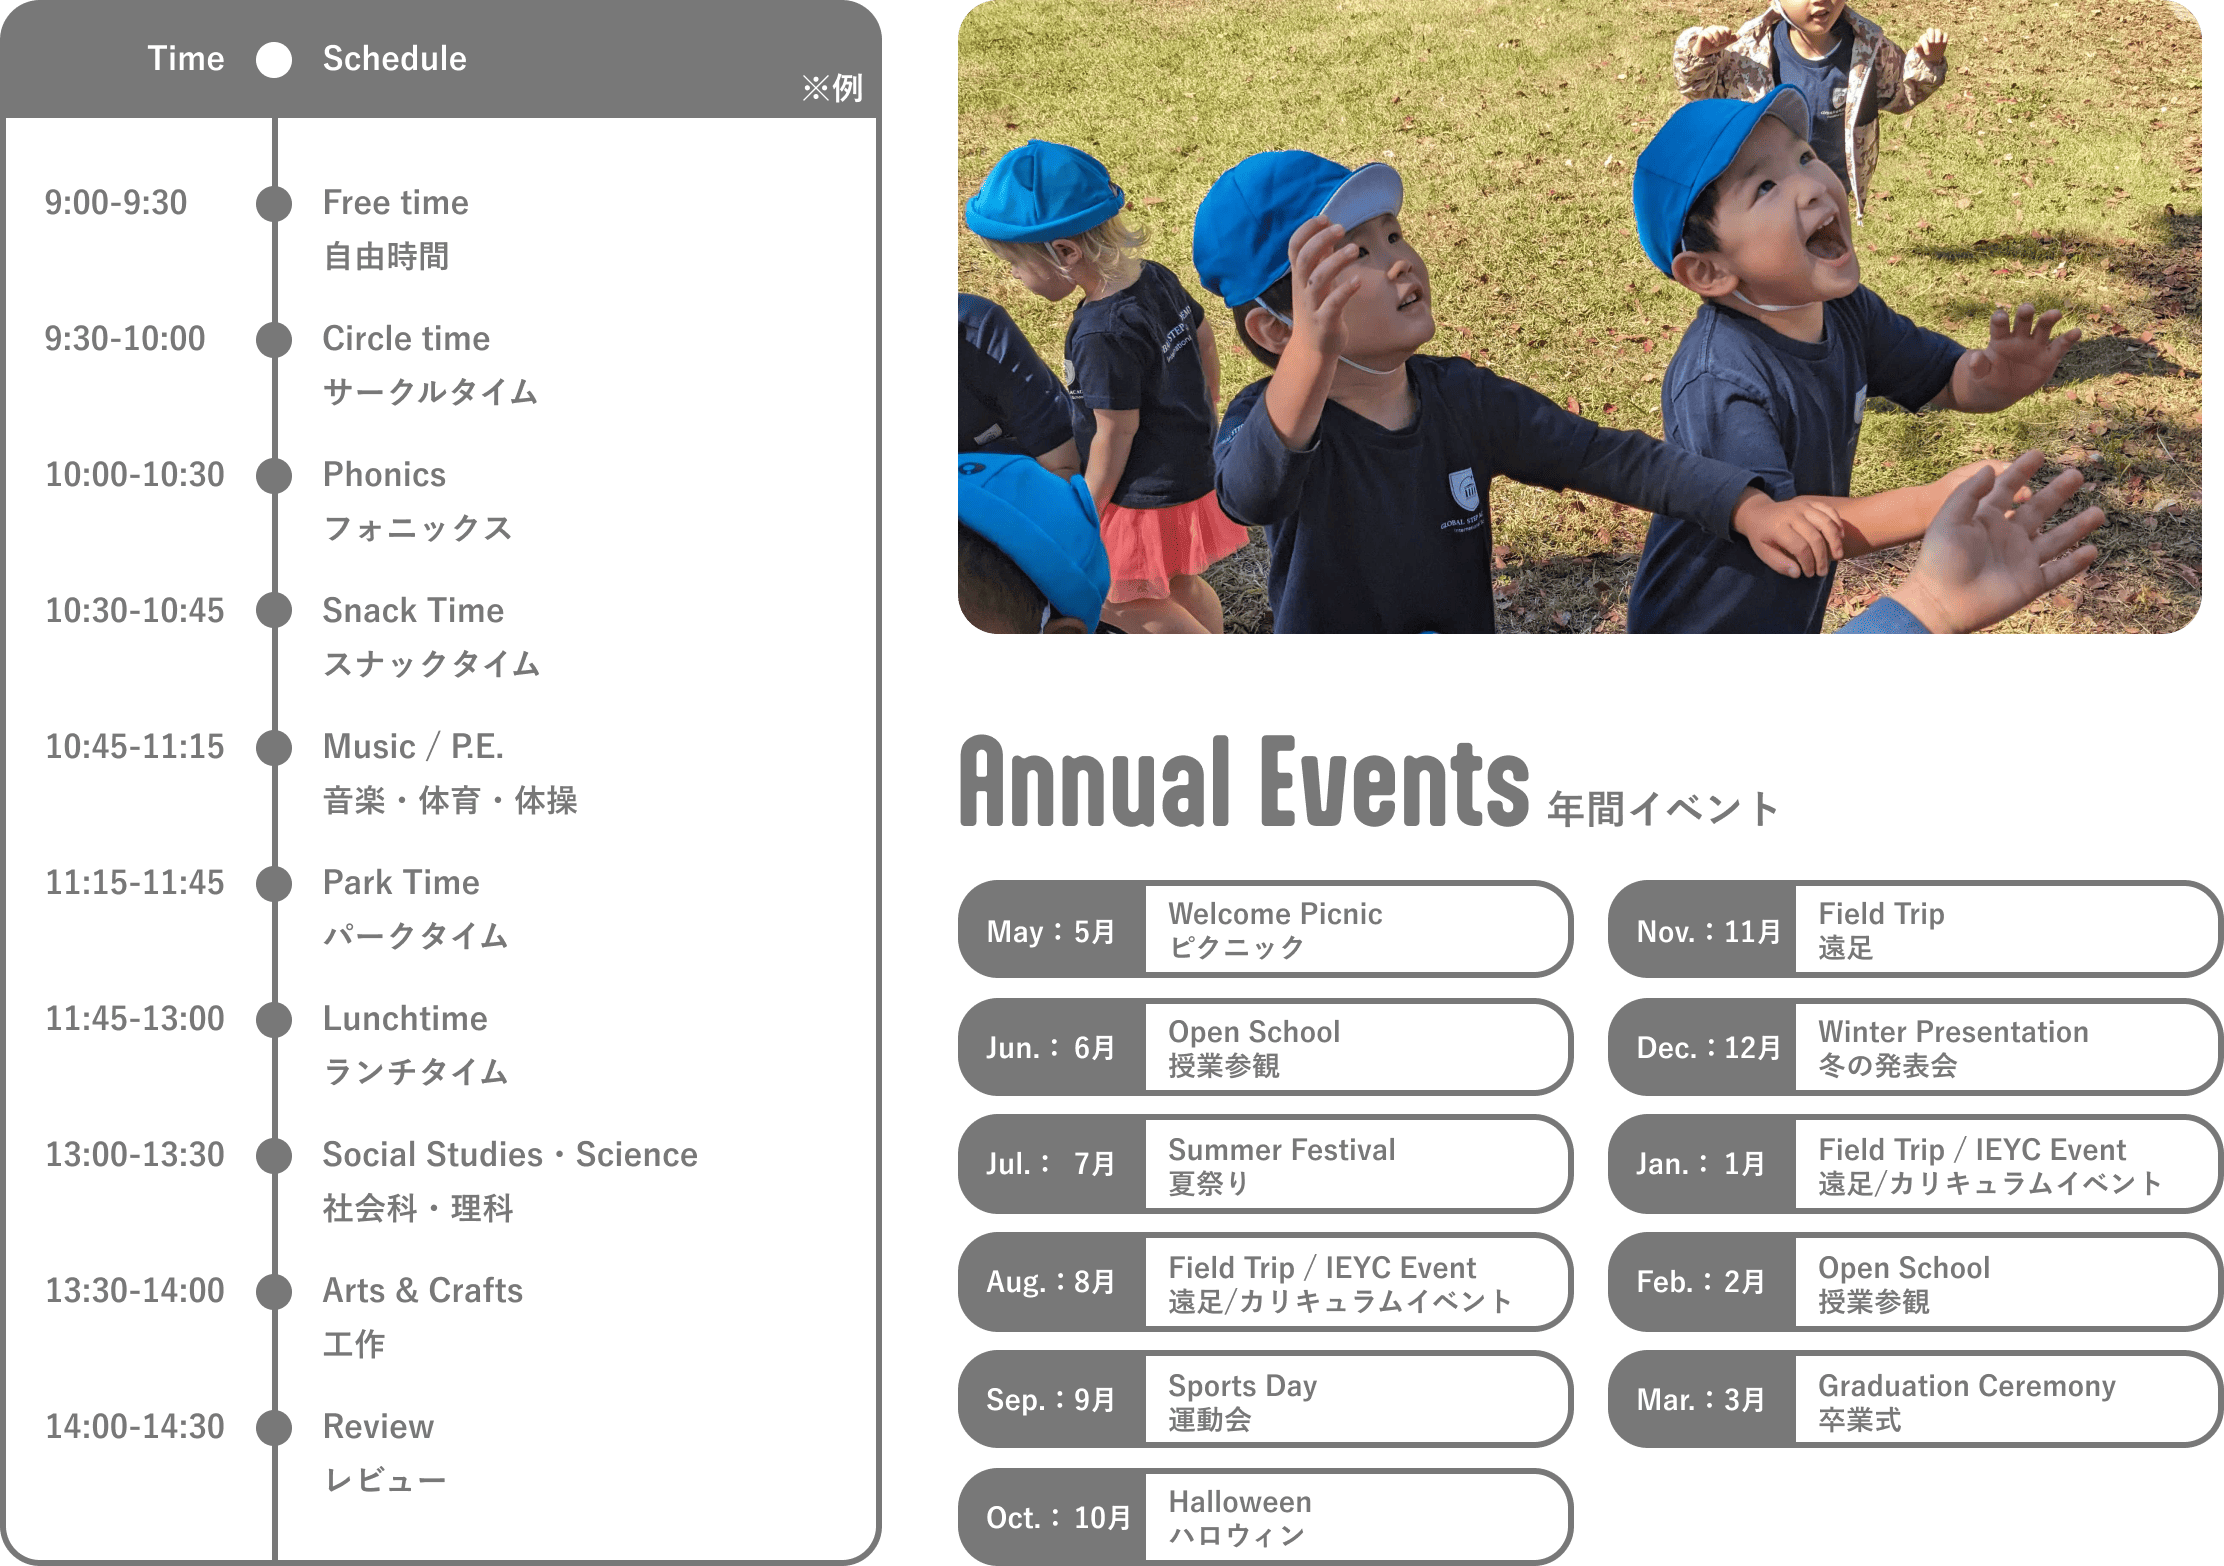 Time Schedule
※例
9:00-9:30 Free time
自由時間
9:30-10:00 Circle time
サークルタイム
10:00-10:30 Phonics
フォニックス
10:30-10:45 Snack Time
スナックタイム
10:45-11:15 Music / P.E.
音楽・体育・体操
11:15-11:45 Park Time
パークタイム
11:45-13:00 Lunchtime
ランチタイム
13:00-13:30 Social Studies・Science
社会科・理科
13:30-14:00 Arts & Crafts
工作
14:00-14:30 Review
レビュー
GLOBAL STEP
Annual Events 年間イベント
May：5月
Welcome Picnic
ピクニック
Jun.：6月
Open School
授業参観
Jul.：7月
Summer Festival
夏祭り
Aug.：8月
Field Trip / IEYC Event
遠足/カリキュラムイベント
Sep.：9月
Sports Day
運動会
Oct.：10月
Halloween
ハロウィン
Nov.：11月
Field Trip
遠足
Dec.：12月
Winter Presentation
冬の発表会
Jan.：1月
Field Trip / IEYC Event
遠足/カリキュラムイベント
Feb.：2月
Open School
授業参観
Mar.：3月
Graduation Ceremony
卒業式